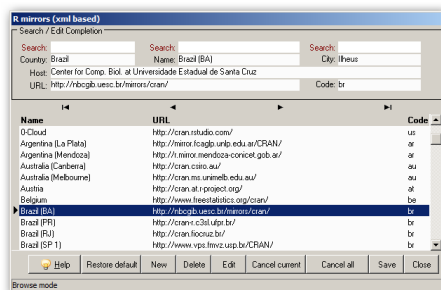 R mirrors (xml based)
Search / Edit Completion
Search: Search: Search:
Country: Brazil Name: Brazil (BA) City: Ilheus
Host: Center for Comp. Biol. at Universidade Estadual de Santa Cruz
URL: http://nbcgib.uesc.br/mirrors/cran/ Code: br
Name URL Code
0-Cloud http://cran.rstudio.com/ us
Argentina (La Plata) http://mirror.fcaglp.unlp.edu.ar/CRAN/ ar
Argentina (Mendoza) http://r.mirror.mendoza-conicet.gob.ar/ ar
Australia (Canberra) http://cran.csiro.au/ au
Australia (Melbourne) http://cran.ms.unimelb.edu.au/ au
Austria http://cran.at.r-project.org/ at
Belgium http://www.freestatistics.org/cran/ be
Brazil (BA) http://nbcgib.uesc.br/mirrors/cran/ br
Brazil (PR) http://cran-r.c3sl.ufpr.br/ br
Brazil (RJ) http://cran.fiocruz.br/ br
Brazil (SP 1) http://www.vps.fmvz.usp.br/CRAN/ br
Help Restore default New Delete Edit Cancel current Cancel all Save Close
Browse mode